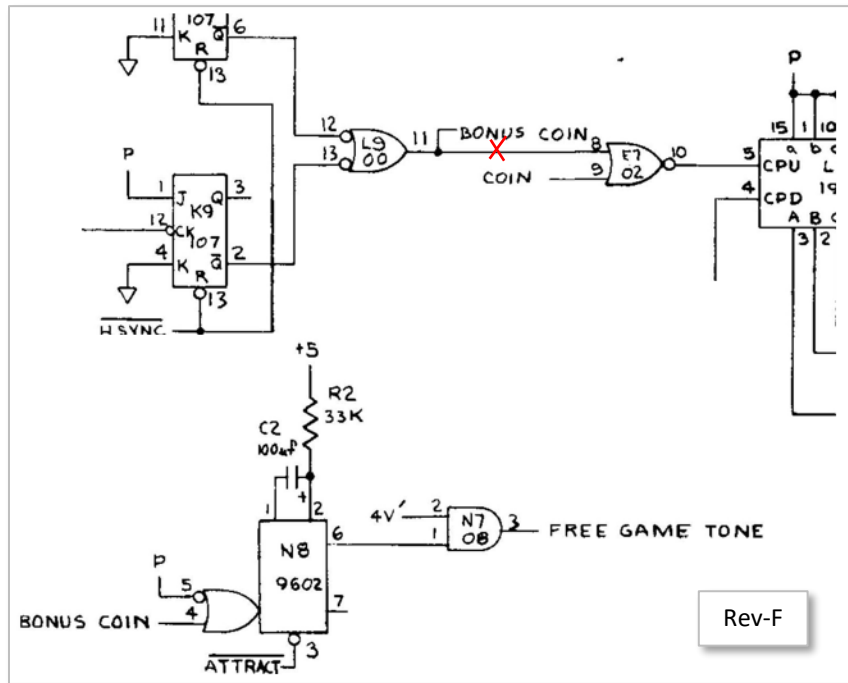 107
11 K Q 6
R
13
P
12 L9 11 BONUS COIN
13 00
X
8 E7 10
9 02
COIN
P
15 1 10
a b
5 CPU L
4 CPD 19
A B
3 2
1 J Q 3
K9
12 CK
107
4 K Q 2
R
13
HSYNC
+5
R2
33K
C2
100uf
+
1 2
N8 6
9602
7
P
5
4
BONUS COIN
3
ATTRACT
4V' 2 N7 3 FREE GAME TONE
1 08
Rev-F